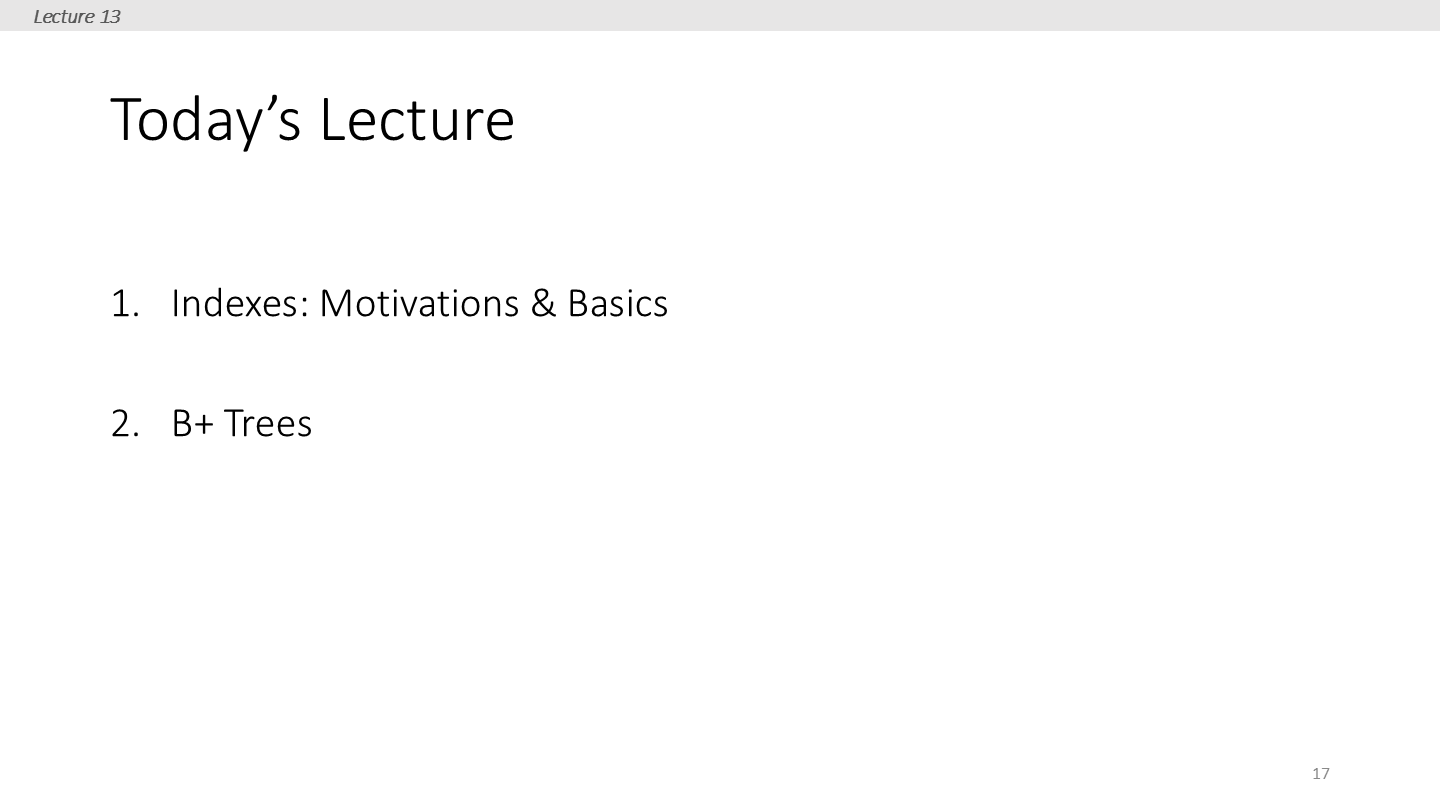 Lecture 13
Today’s Lecture
1. Indexes: Motivations & Basics
2. B+ Trees
17